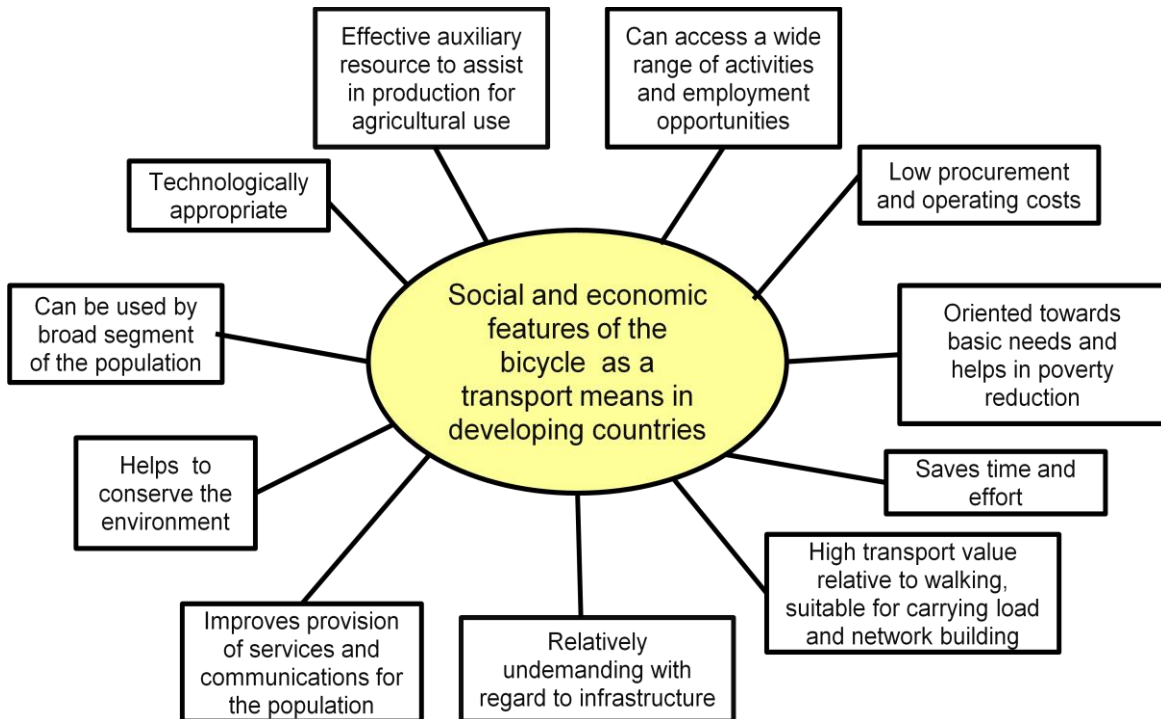 Effective auxiliary
resource to assist
in production for
agricultural use
Can access a wide
range of activities
and employment
opportunities
Technologically
appropriate
Low procurement
and operating costs
Can be used by
broad segment
of the population
Social and economic
features of the
bicycle as a
transport means in
developing countries
Oriented towards
basic needs and
helps in poverty
reduction
Helps to
conserve the
environment
Saves time and
effort
Improves provision
of services and
communications for
the population
Relatively
undemanding with
regard to infrastructure
High transport value
relative to walking,
suitable for carrying load
and network building